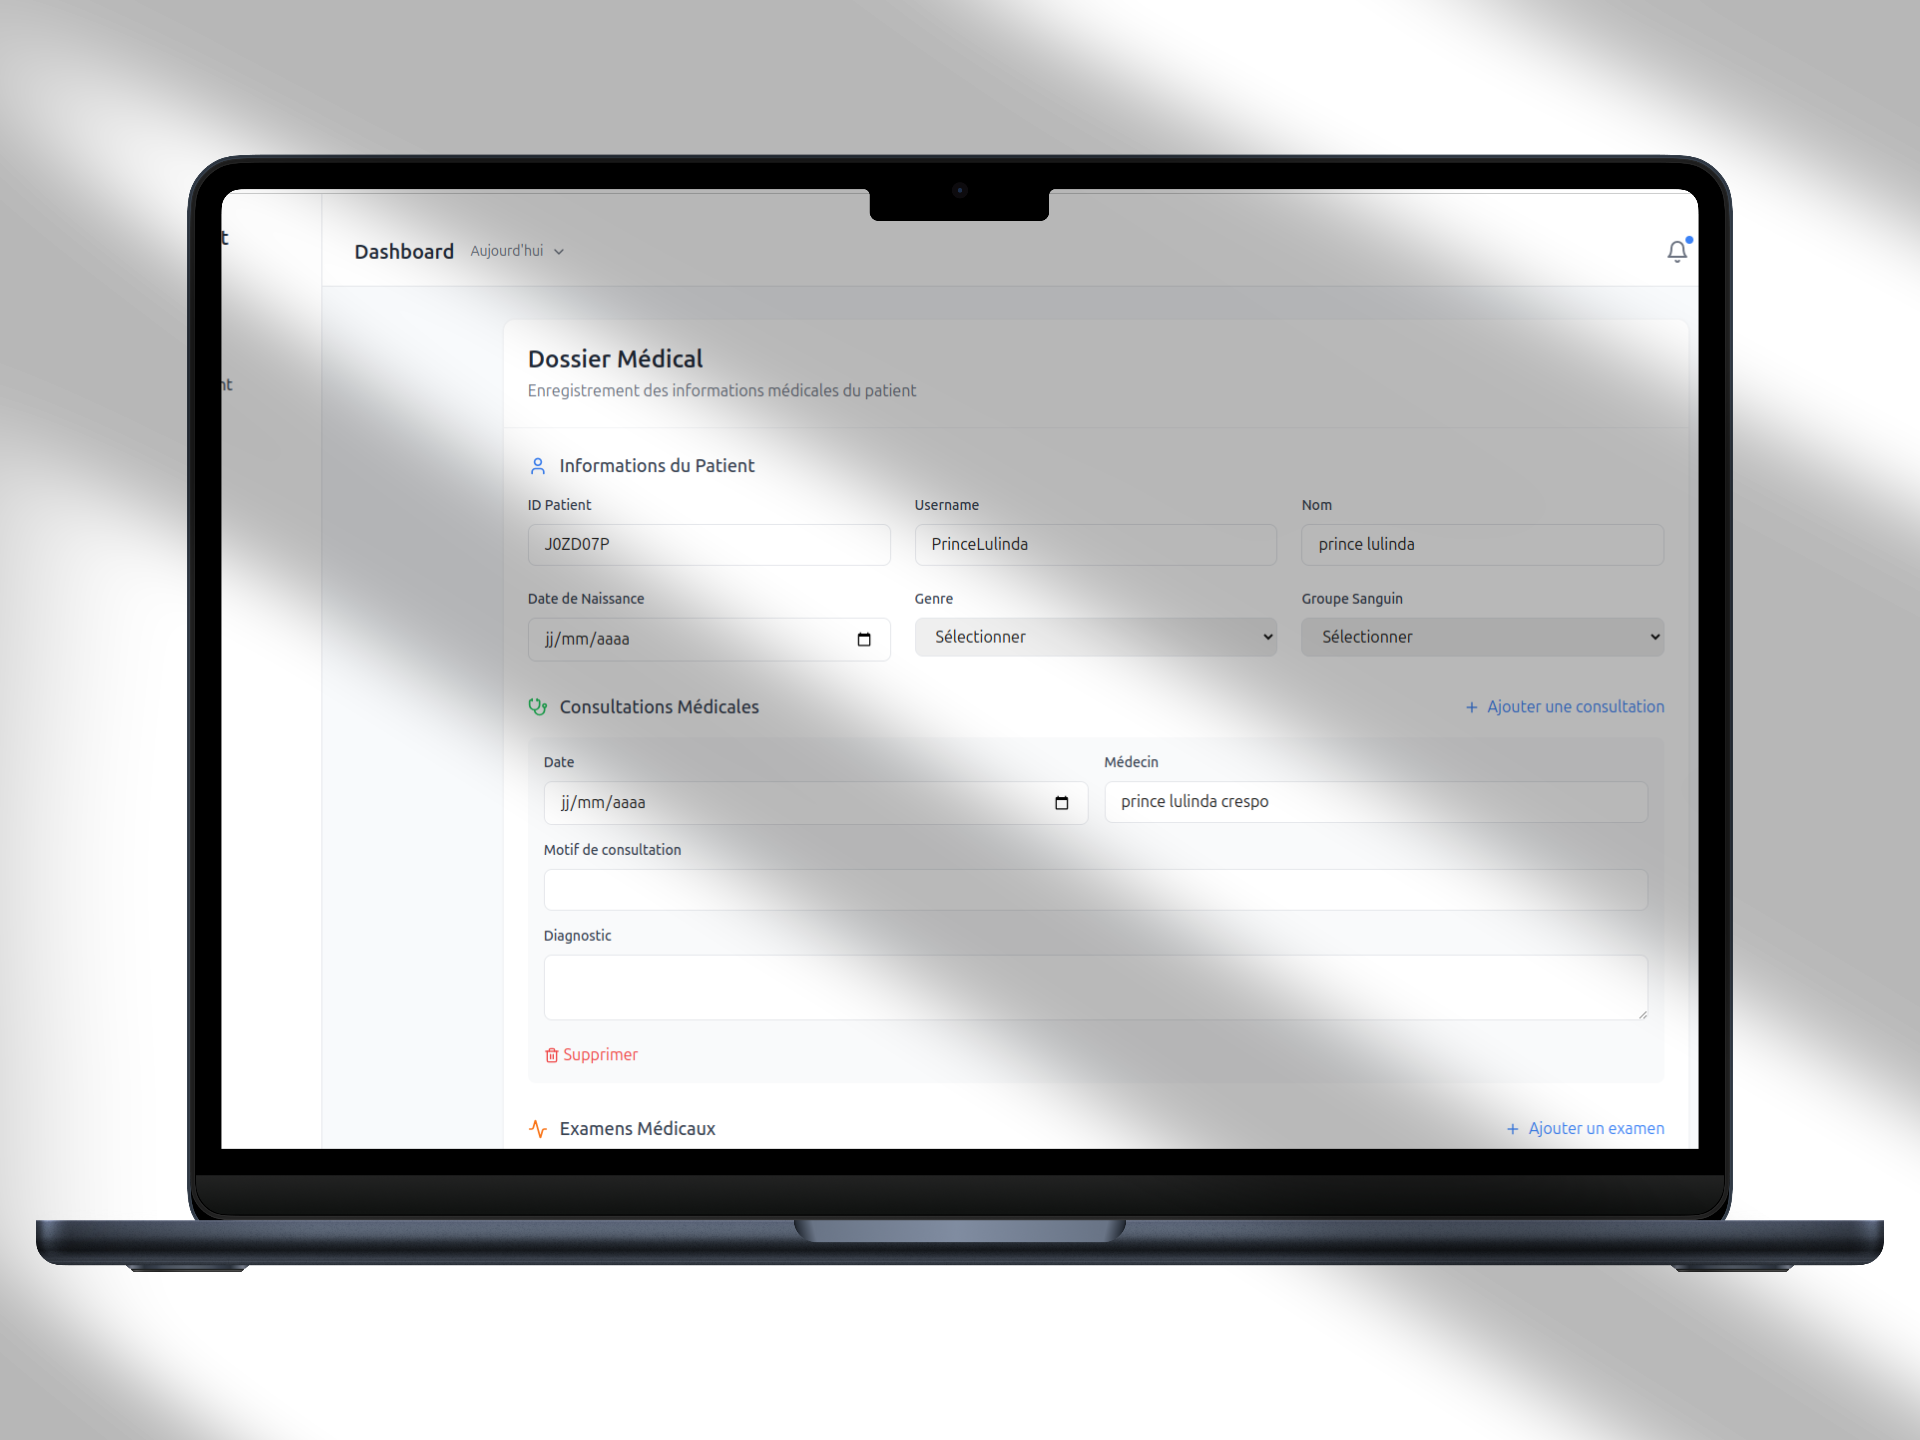 t
Dashboard Aujourd'hui
nt
Dossier Médical
Enregistrement des informations médicales du patient
Informations du Patient
ID Patient Username Nom
J0ZD07P PrinceLulinda prince lulinda
Date de Naissance Genre Groupe Sanguin
jj/mm/aaaa Sélectionner Sélectionner
Consultations Médicales + Ajouter une consultation
Date Médecin
jj/mm/aaaa prince lulinda crespo
Motif de consultation
Diagnostic
Supprimer
Examens Médicaux + Ajouter un examen